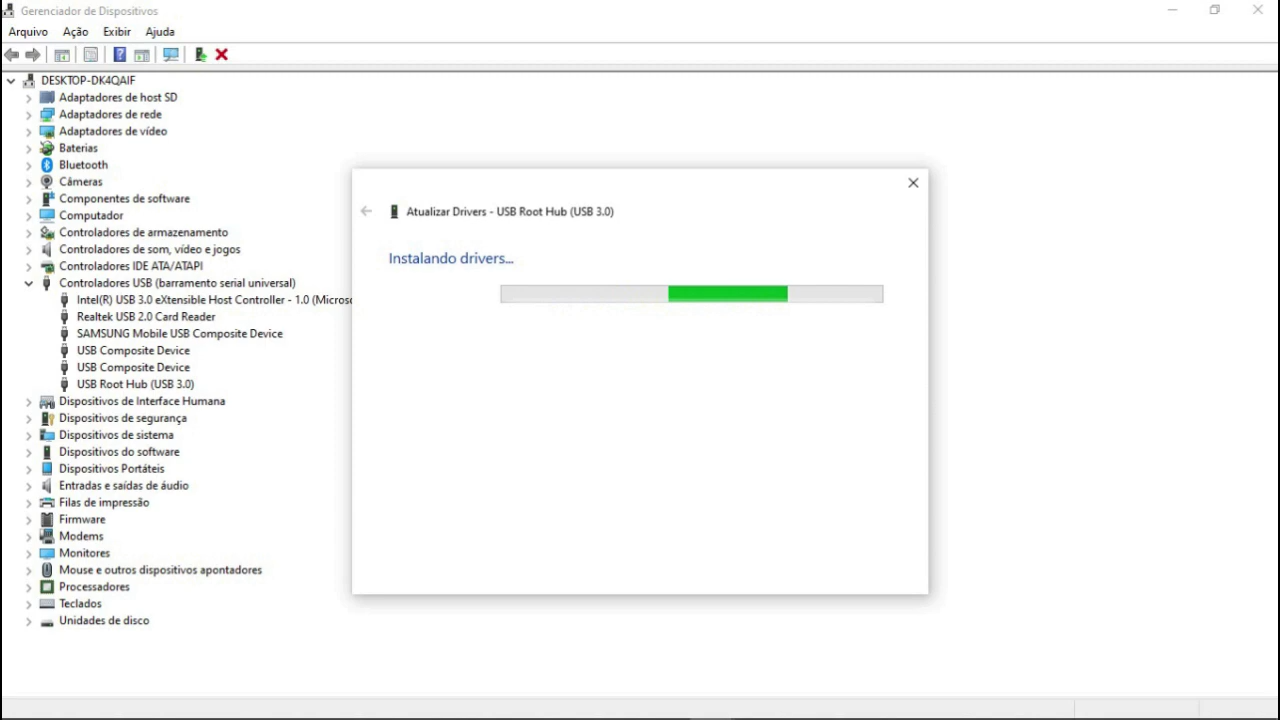 Gerenciador de Dispositivos
Arquivo Ação Exibir Ajuda
DESKTOP-DK4QAIF
Adaptadores de host SD
Adaptadores de rede
Adaptadores de vídeo
Baterias
Bluetooth
Câmeras
Componentes de software
Computador
Controladores de armazenamento
Controladores de som, vídeo e jogos
Controladores IDE ATA/ATAPI
Controladores USB (barramento serial universal)
Intel(R) USB 3.0 eXtensible Host Controller - 1.0 (Microso
Realtek USB 2.0 Card Reader
SAMSUNG Mobile USB Composite Device
USB Composite Device
USB Composite Device
USB Root Hub (USB 3.0)
Dispositivos de Interface Humana
Dispositivos de segurança
Dispositivos de sistema
Dispositivos do software
Dispositivos Portáteis
Entradas e saídas de áudio
Filas de impressão
Firmware
Modems
Monitores
Mouse e outros dispositivos apontadores
Processadores
Teclados
Unidades de disco
Atualizar Drivers - USB Root Hub (USB 3.0)
Instalando drivers...